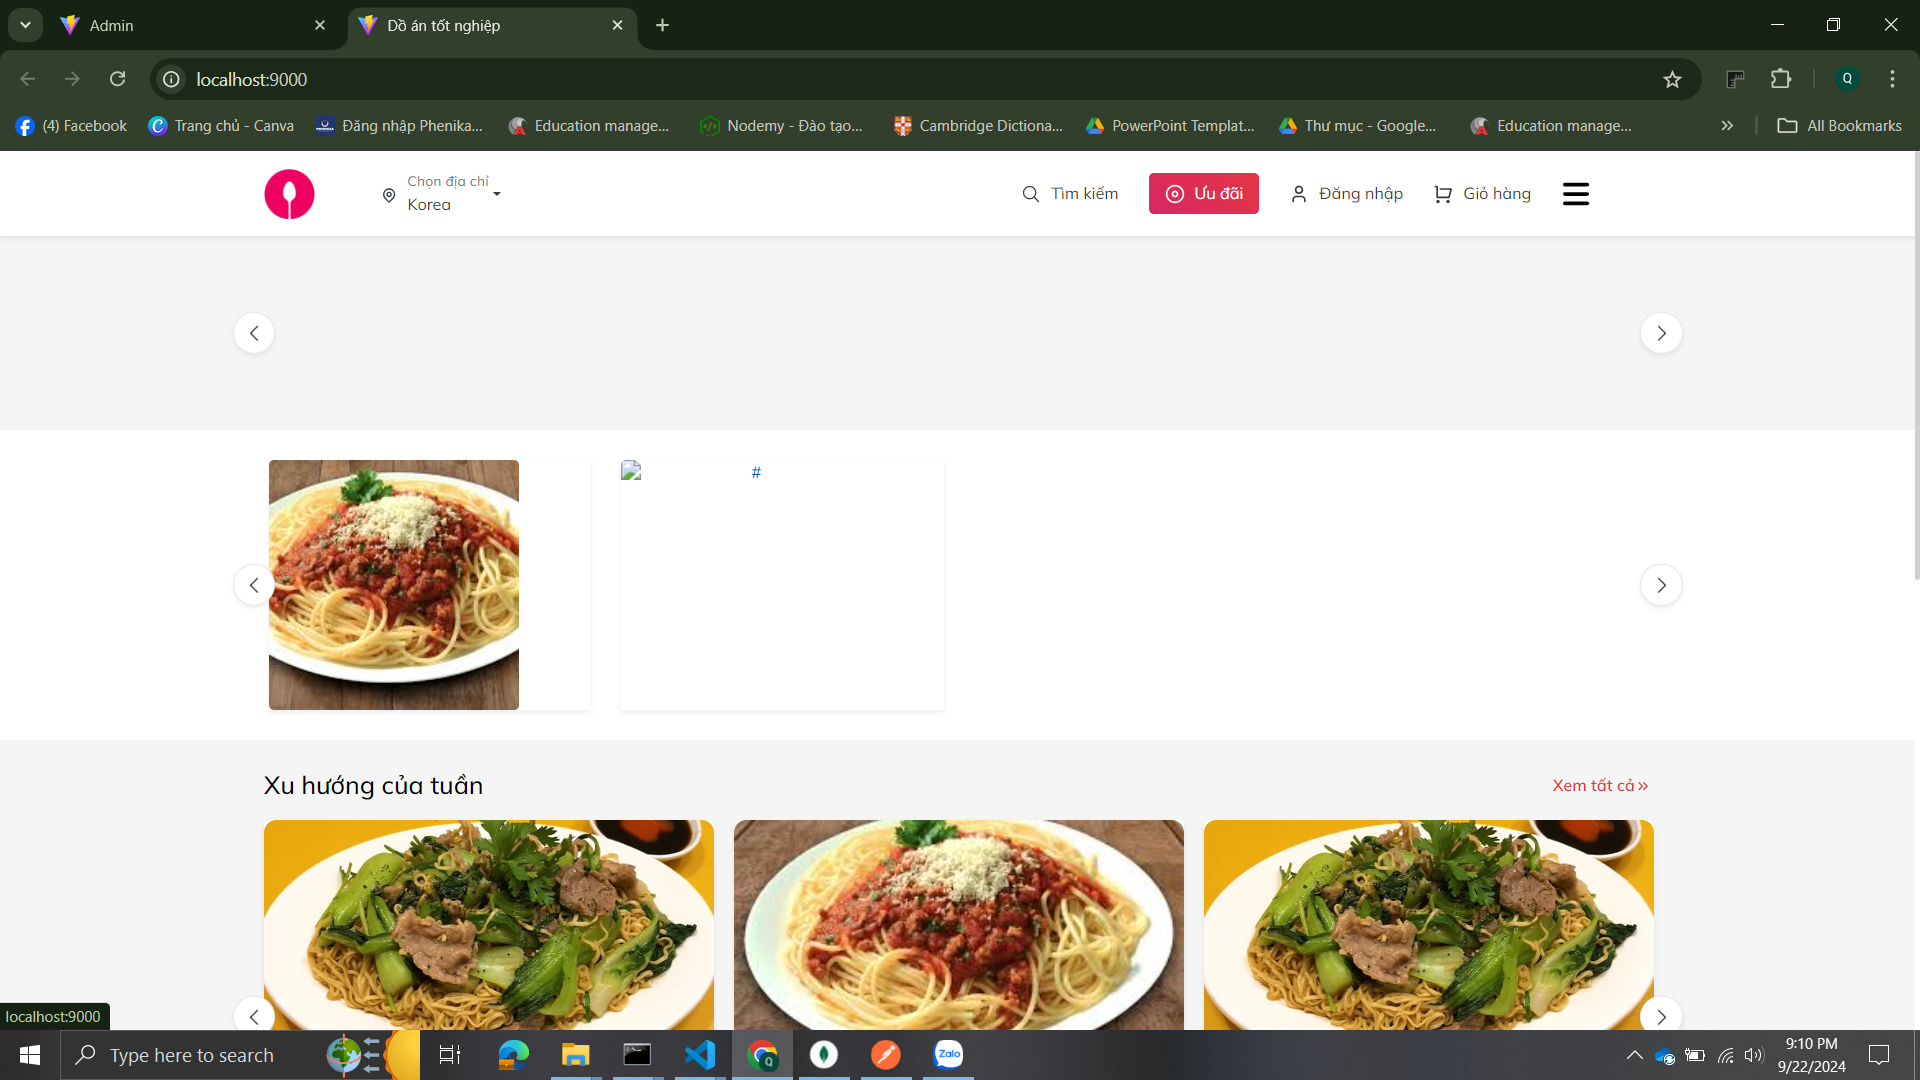 Admin
Dồ án tốt nghiệp
localhost:9000
Q
(4) Facebook
Trang chủ - Canva
Đăng nhập Phenika...
Education manage...
Nodemy - Đào tạo...
Cambridge Dictiona...
PowerPoint Templat...
Thư mục - Google...
Education manage...
All Bookmarks
Chọn địa chỉ
Korea
Tìm kiếm
Ưu đãi
Đăng nhập
Giỏ hàng
#
Xu hướng của tuần
Xem tất cả
localhost:9000
Type here to search
Q
Zalo
9:10 PM
9/22/2024